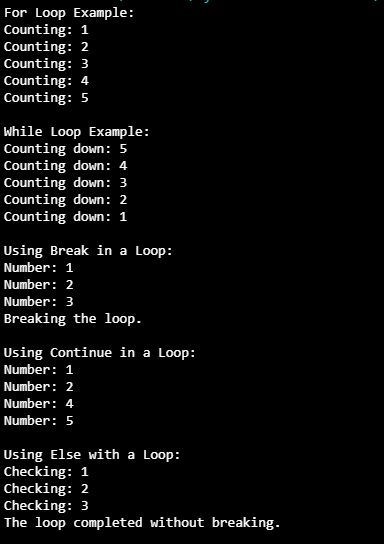 For Loop Example:
Counting: 1
Counting: 2
Counting: 3
Counting: 4
Counting: 5
While Loop Example:
Counting down: 5
Counting down: 4
Counting down: 3
Counting down: 2
Counting down: 1
Using Break in a Loop:
Number: 1
Number: 2
Number: 3
Breaking the loop.
Using Continue in a Loop:
Number: 1
Number: 2
Number: 4
Number: 5
Using Else with a Loop:
Checking: 1
Checking: 2
Checking: 3
The loop completed without breaking.